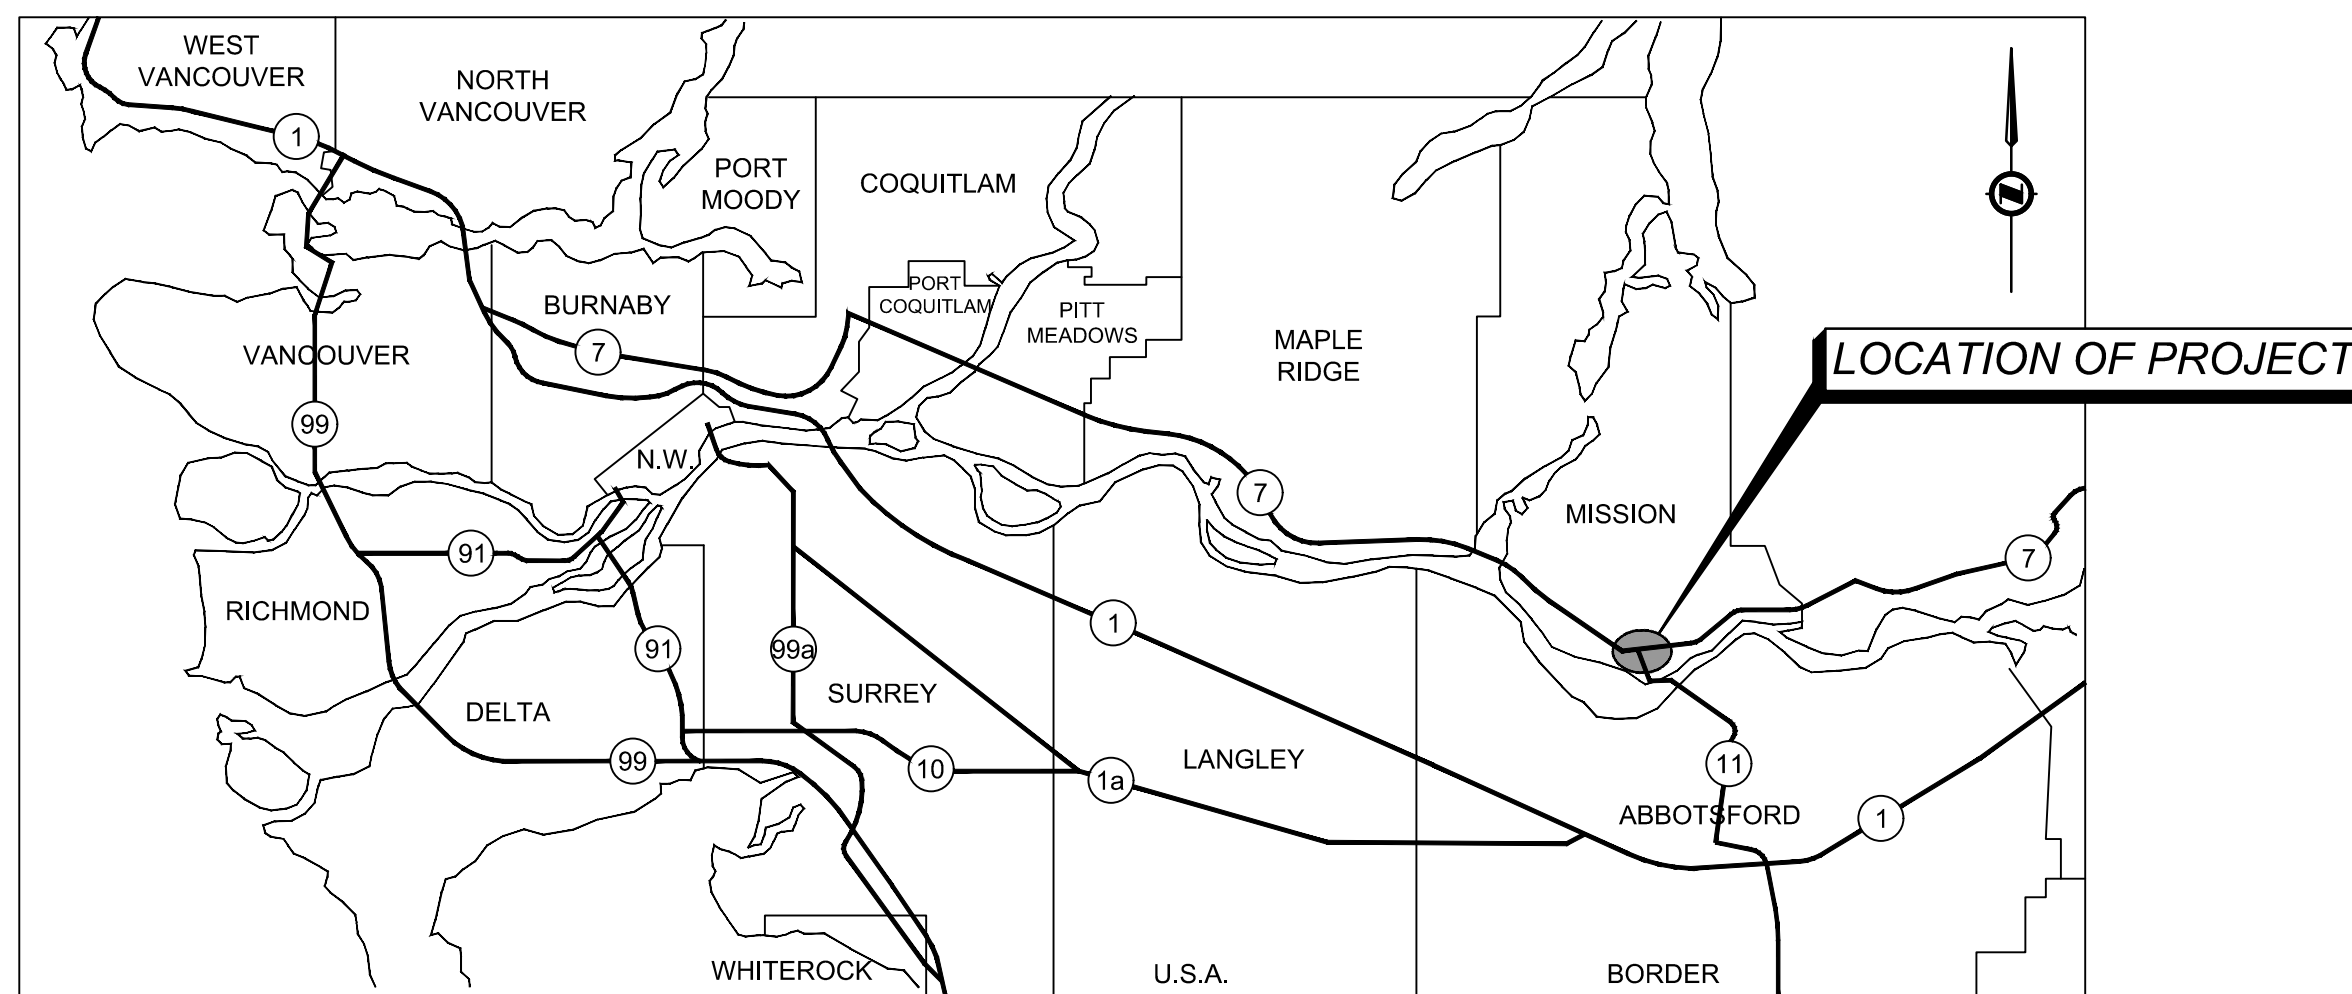 WEST
VANCOUVER
NORTH
VANCOUVER
1
PORT
MOODY
COQUITLAM
N
PORT
COQUITLAM
PITT
MEADOWS
BURNABY
7
VANCOUVER
MAPLE
RIDGE
LOCATION OF PROJECT
99
N.W.
7
MISSION
91
7
RICHMOND
1
91
99a
SURREY
DELTA
99
10
1a
LANGLEY
11
ABBOTSFORD
1
WHITEROCK
U.S.A.
BORDER